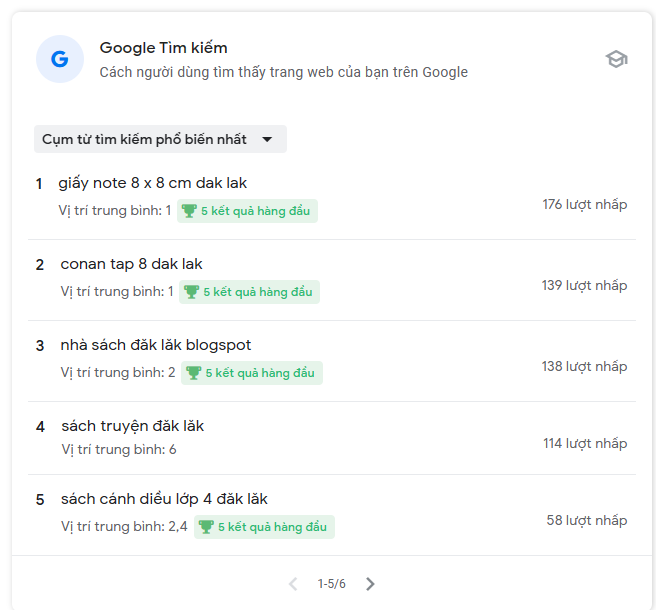 Google Tìm kiếm
Cách người dùng tìm thấy trang web của bạn trên Google
Cụm từ tìm kiếm phổ biến nhất
1 giấy note 8 x 8 cm dak lak
Vị trí trung bình: 1 5 kết quả hàng đầu
176 lượt nhấp
2 conan tap 8 dak lak
Vị trí trung bình: 1 5 kết quả hàng đầu
139 lượt nhấp
3 nhà sách đăk lăk blogspot
Vị trí trung bình: 2 5 kết quả hàng đầu
138 lượt nhấp
4 sách truyện đăk lăk
Vị trí trung bình: 6
114 lượt nhấp
5 sách cánh diều lớp 4 đăk lăk
Vị trí trung bình: 2,4 5 kết quả hàng đầu
58 lượt nhấp
1-5/6